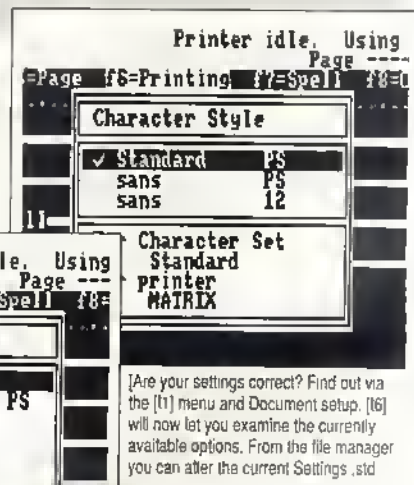 Printer idle. Using
Page ----
=Page f6=Printing f7=Spell f8=
Character Style
✓ Standard PS
sans PS
sans 12
11
Character Set
Standard
printer
MATRIX
le. Using
Page ---
Spell f8=
PS
[Are your settings correct? Find out via
the [f1] menu and Document setup. [f6]
will now let you examine the currently
available options. From the file manager
you can alter the current Settings .std